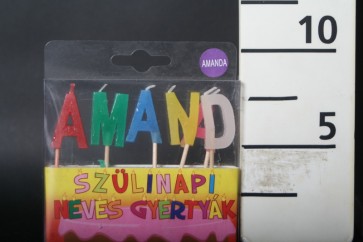 AMANDA
AMAND
SZÜLINAPI
NEVES GYERTYÁK
10
5